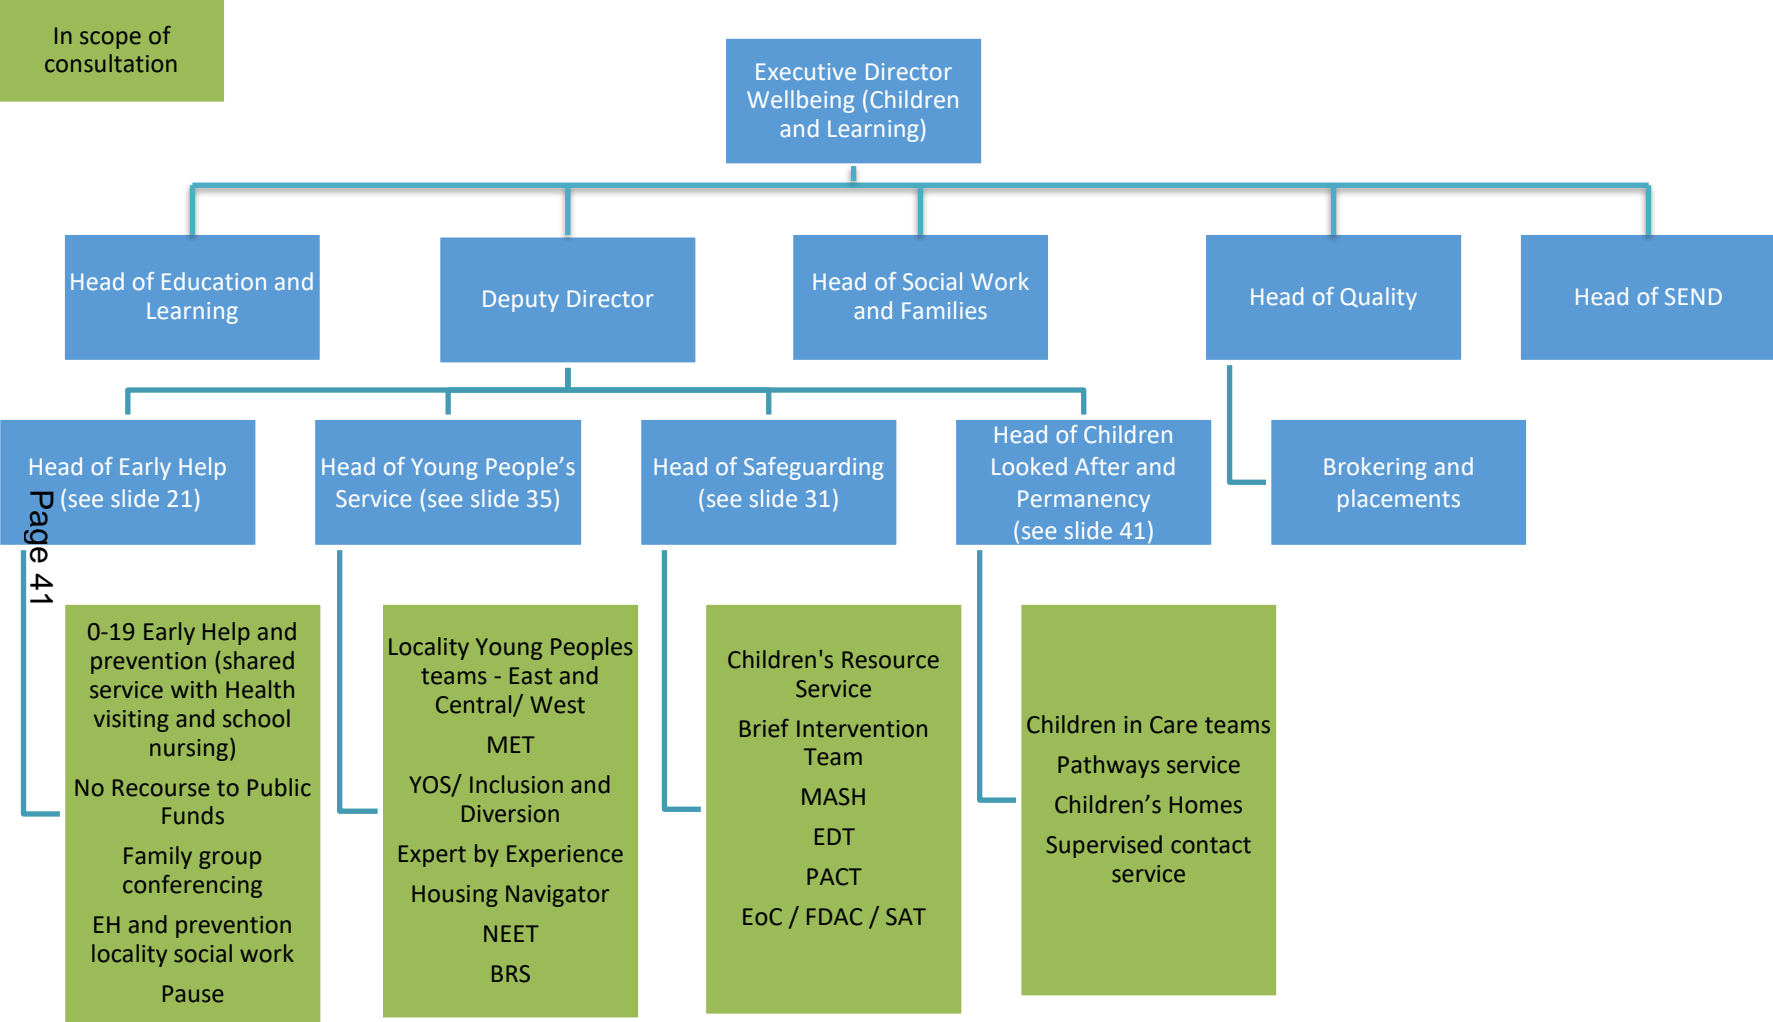 In scope of
consultation
Executive Director
Wellbeing (Children
and Learning)
Head of Education and
Learning
Deputy Director
Head of Social Work
and Families
Head of Quality
Head of SEND
Head of Early Help
(see slide 21)
Head of Young People’s
Service (see slide 35)
Head of Safeguarding
(see slide 31)
Head of Children
Looked After and
Permanency
(see slide 41)
Brokering and
placements
Page 41
0-19 Early Help and
prevention (shared
service with Health
visiting and school
nursing)
No Recourse to Public
Funds
Family group
conferencing
EH and prevention
locality social work
Pause
Locality Young Peoples
teams - East and
Central/ West
MET
YOS/ Inclusion and
Diversion
Expert by Experience
Housing Navigator
NEET
BRS
Children's Resource
Service
Brief Intervention
Team
MASH
EDT
PACT
EoC / FDAC / SAT
Children in Care teams
Pathways service
Children’s Homes
Supervised contact
service